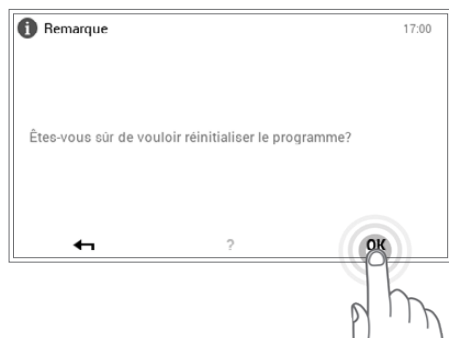 i Remarque 17:00
Êtes-vous sûr de vouloir réinitialiser le programme?
? OK